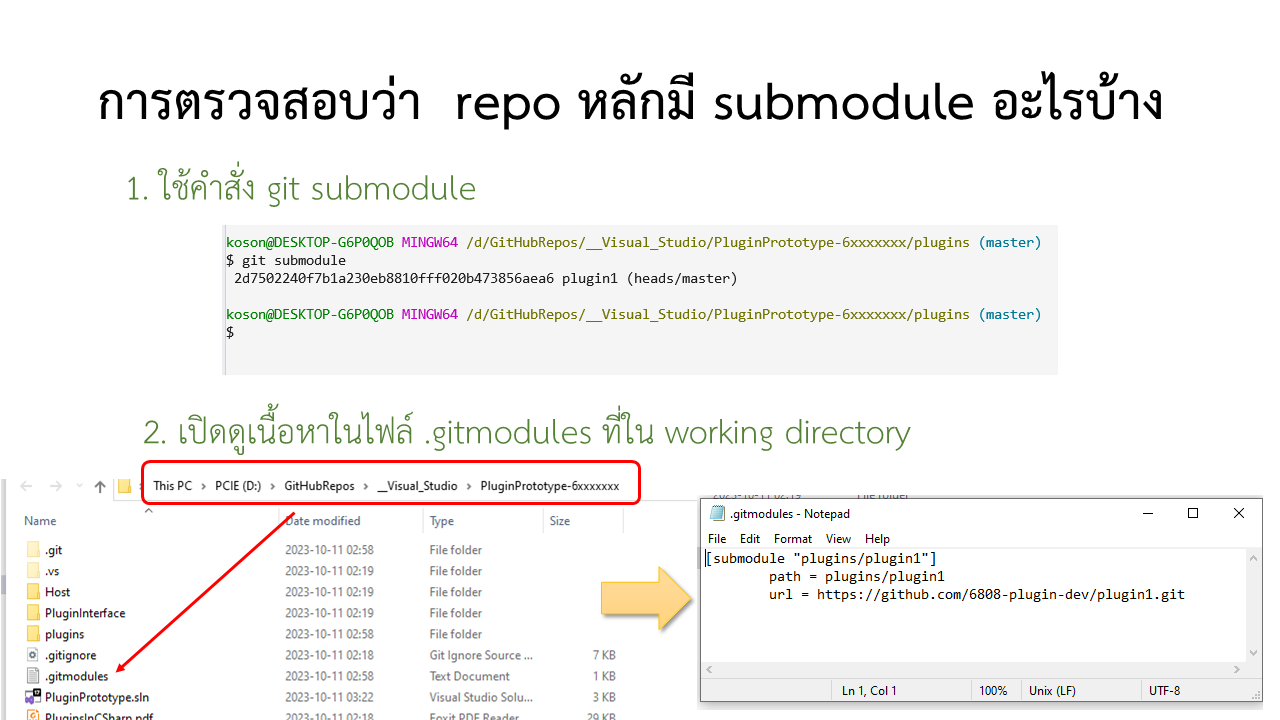 การตรวจสอบว่า repo หลักมี submodule อะไรบ้าง
1. ใช้คำสั่ง git submodule
koson@DESKTOP-G6P0QOB MINGW64 /d/GitHubRepos/__Visual_Studio/PluginPrototype-6xxxxxxx/plugins (master)
$ git submodule
2d7502240f7b1a230eb8810fff020b473856aea6 plugin1 (heads/master)
koson@DESKTOP-G6P0QOB MINGW64 /d/GitHubRepos/__Visual_Studio/PluginPrototype-6xxxxxxx/plugins (master)
$
2. เปิดดูเนื้อหาในไฟล์ .gitmodules ที่ใน working directory
This PC > PCIE (D:) > GitHubRepos > __Visual_Studio > PluginPrototype-6xxxxxxx
Name Date modified Type Size
.git 2023-10-11 02:58 File folder
.vs 2023-10-11 02:19 File folder
Host 2023-10-11 02:19 File folder
PluginInterface 2023-10-11 02:19 File folder
plugins 2023-10-11 02:58 File folder
.gitignore 2023-10-11 02:18 Git Ignore Source ... 7 KB
.gitmodules 2023-10-11 02:58 Text Document 1 KB
PluginPrototype.sln 2023-10-11 03:22 Visual Studio Solu... 3 KB
PluginsInCSharp.pdf 2023-10-11 02:18 Foxit PDF Reader 29 KB
2023-10-11 02:19 File folder
.gitmodules - Notepad
File Edit Format View Help
[submodule "plugins/plugin1"]
path = plugins/plugin1
url = https://github.com/6808-plugin-dev/plugin1.git
Ln 1, Col 1 100% Unix (LF) UTF-8